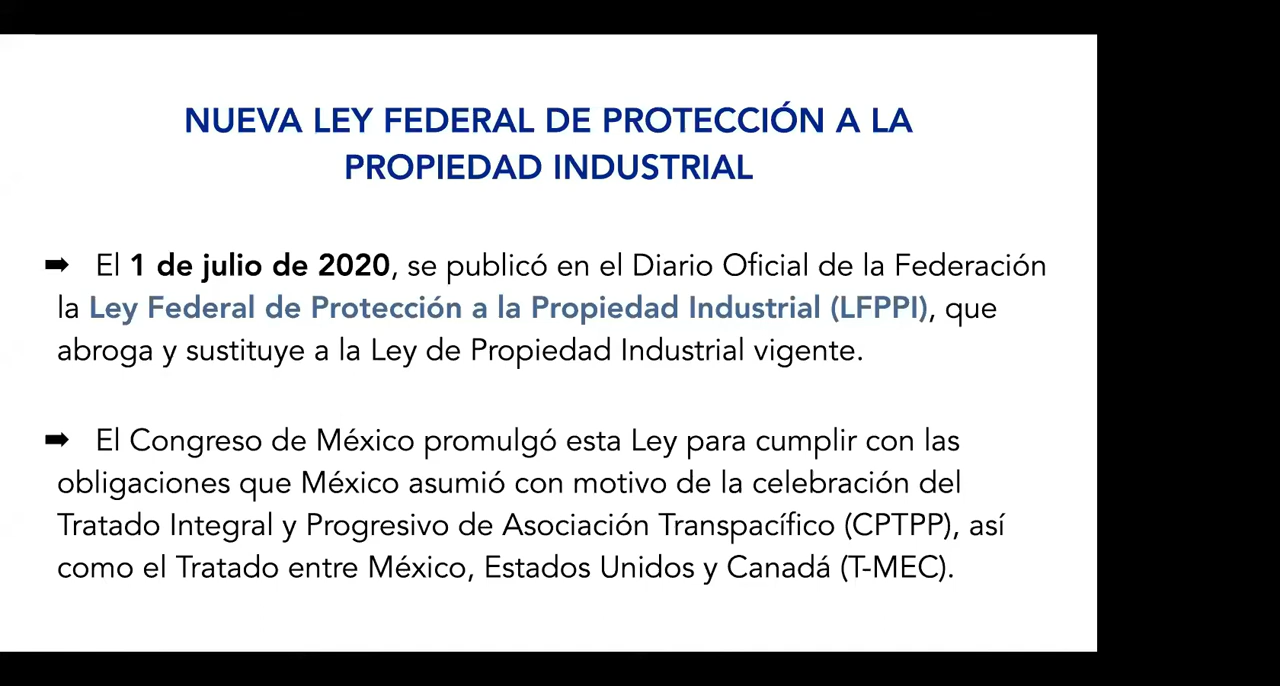 NUEVA LEY FEDERAL DE PROTECCIÓN A LA
PROPIEDAD INDUSTRIAL
➡ El 1 de julio de 2020, se publicó en el Diario Oficial de la Federación
la Ley Federal de Protección a la Propiedad Industrial (LFPPI), que
abroga y sustituye a la Ley de Propiedad Industrial vigente.
➡ El Congreso de México promulgó esta Ley para cumplir con las
obligaciones que México asumió con motivo de la celebración del
Tratado Integral y Progresivo de Asociación Transpacífico (CPTPP), así
como el Tratado entre México, Estados Unidos y Canadá (T-MEC).